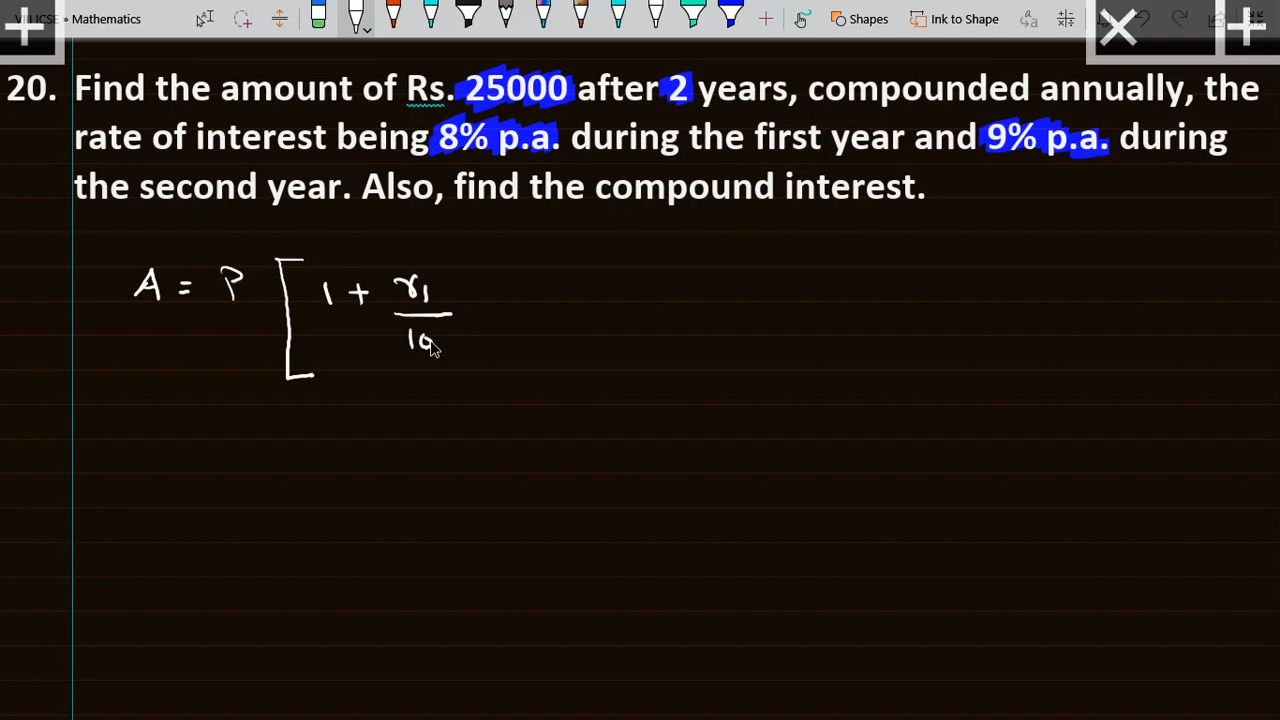 VIII ICSE » Mathematics
Shapes
Ink to Shape
20. Find the amount of Rs. 25000 after 2 years, compounded annually, the
rate of interest being 8% p.a. during the first year and 9% p.a. during
the second year. Also, find the compound interest.
A = P [ 1 + r1
10